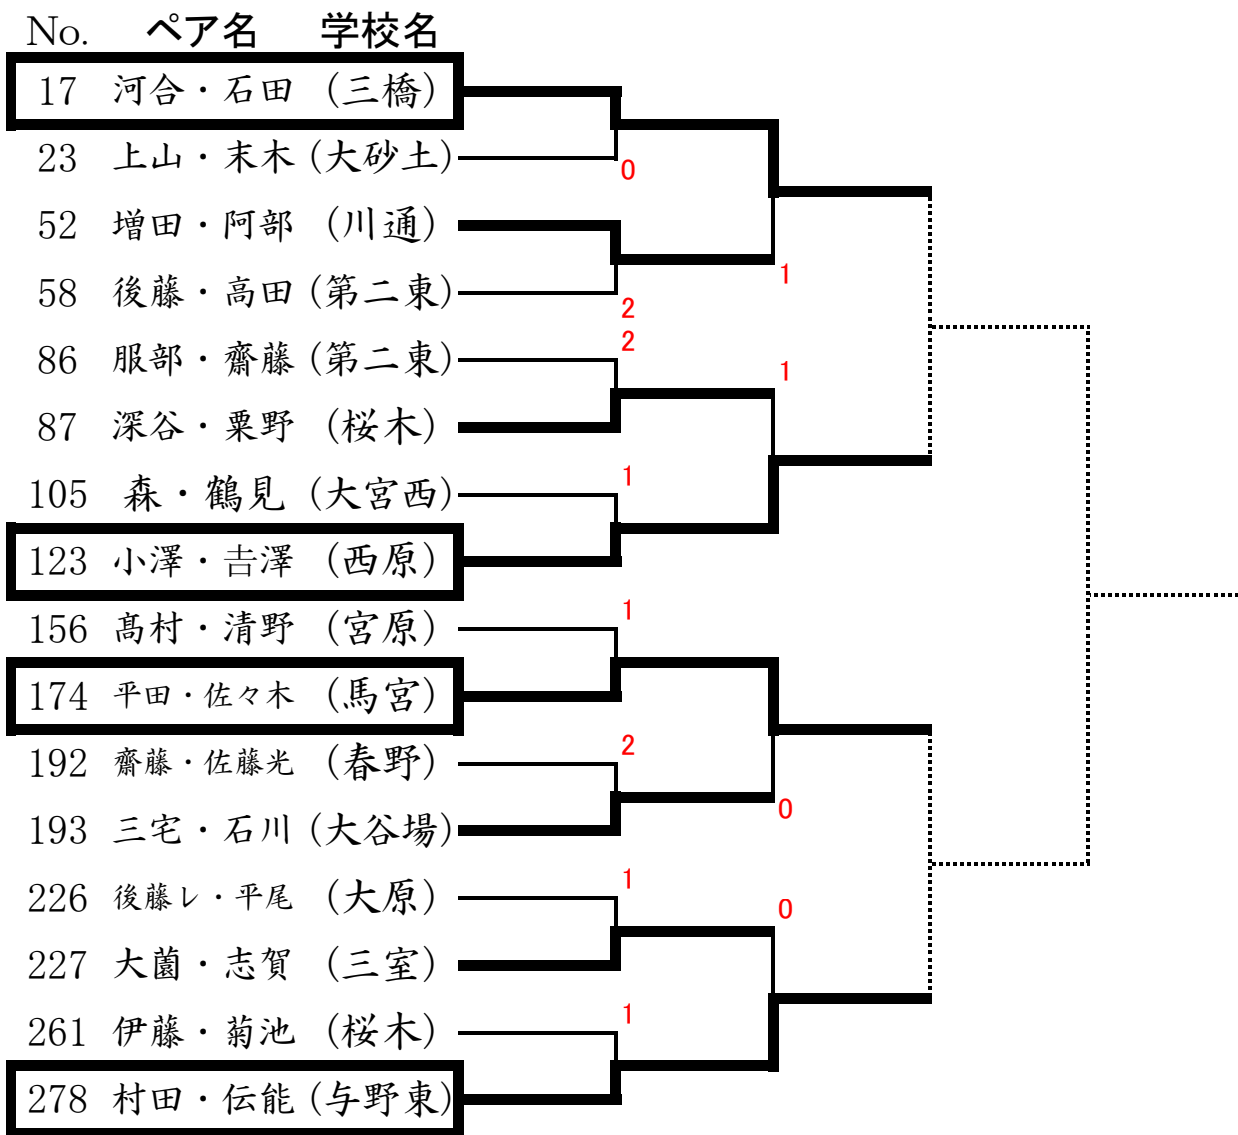 No. ペア名 学校名
17 河合・石田 (三橋)
23 上山・末木 (大砂土)
0
52 増田・阿部 (川通)
1
58 後藤・高田 (第二東)
2
2
86 服部・齋藤 (第二東)
1
87 深谷・粟野 (桜木)
1
105 森・鶴見 (大宮西)
123 小澤・𠮷澤 (西原)
1
156 髙村・清野 (宮原)
174 平田・佐々木 (馬宮)
2
192 齋藤・佐藤光 (春野)
0
193 三宅・石川 (大谷場)
1
226 後藤レ・平尾 (大原)
0
227 大薗・志賀 (三室)
1
261 伊藤・菊池 (桜木)
278 村田・伝能 (与野東)